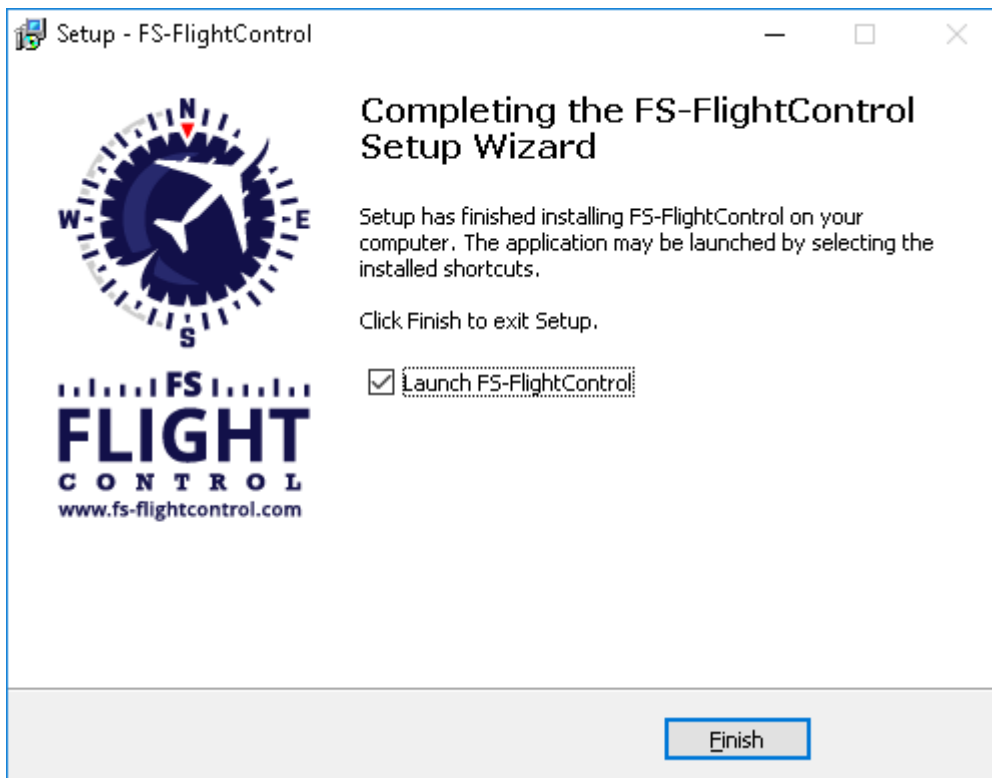 Setup - FS-FlightControl
Completing the FS-FlightControl
Setup Wizard
Setup has finished installing FS-FlightControl on your
computer. The application may be launched by selecting the
installed shortcuts.
Click Finish to exit Setup.
Launch FS-FlightControl
N
W
E
S
FS
FLIGHT
CONTROL
www.fs-flightcontrol.com
Finish